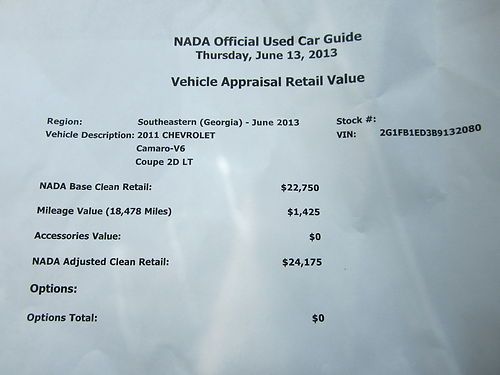 NADA Official Used Car Guide
Thursday, June 13, 2013
Vehicle Appraisal Retail Value
Region: Southeastern (Georgia) - June 2013 Stock #:
Vehicle Description: 2011 CHEVROLET VIN: 2G1FB1ED3B9132080
Camaro-V6
Coupe 2D LT
NADA Base Clean Retail: $22,750
Mileage Value (18,478 Miles) $1,425
Accessories Value: $0
NADA Adjusted Clean Retail: $24,175
Options:
Options Total: $0